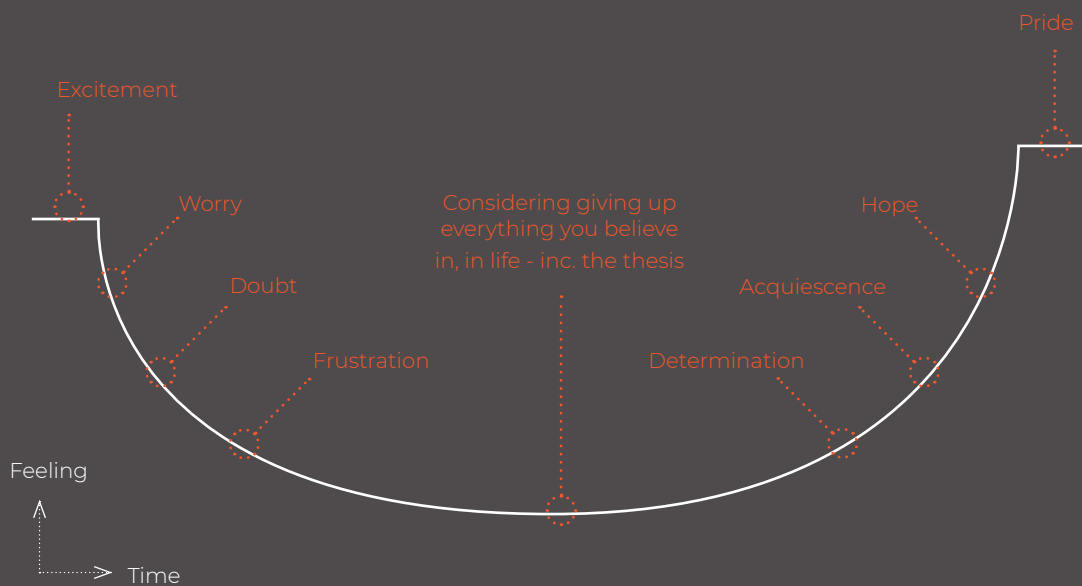 Pride
Excitement
Worry
Considering giving up
everything you believe
in, in life - inc. the thesis
Hope
Doubt
Acquiescence
Frustration
Determination
Feeling
Time